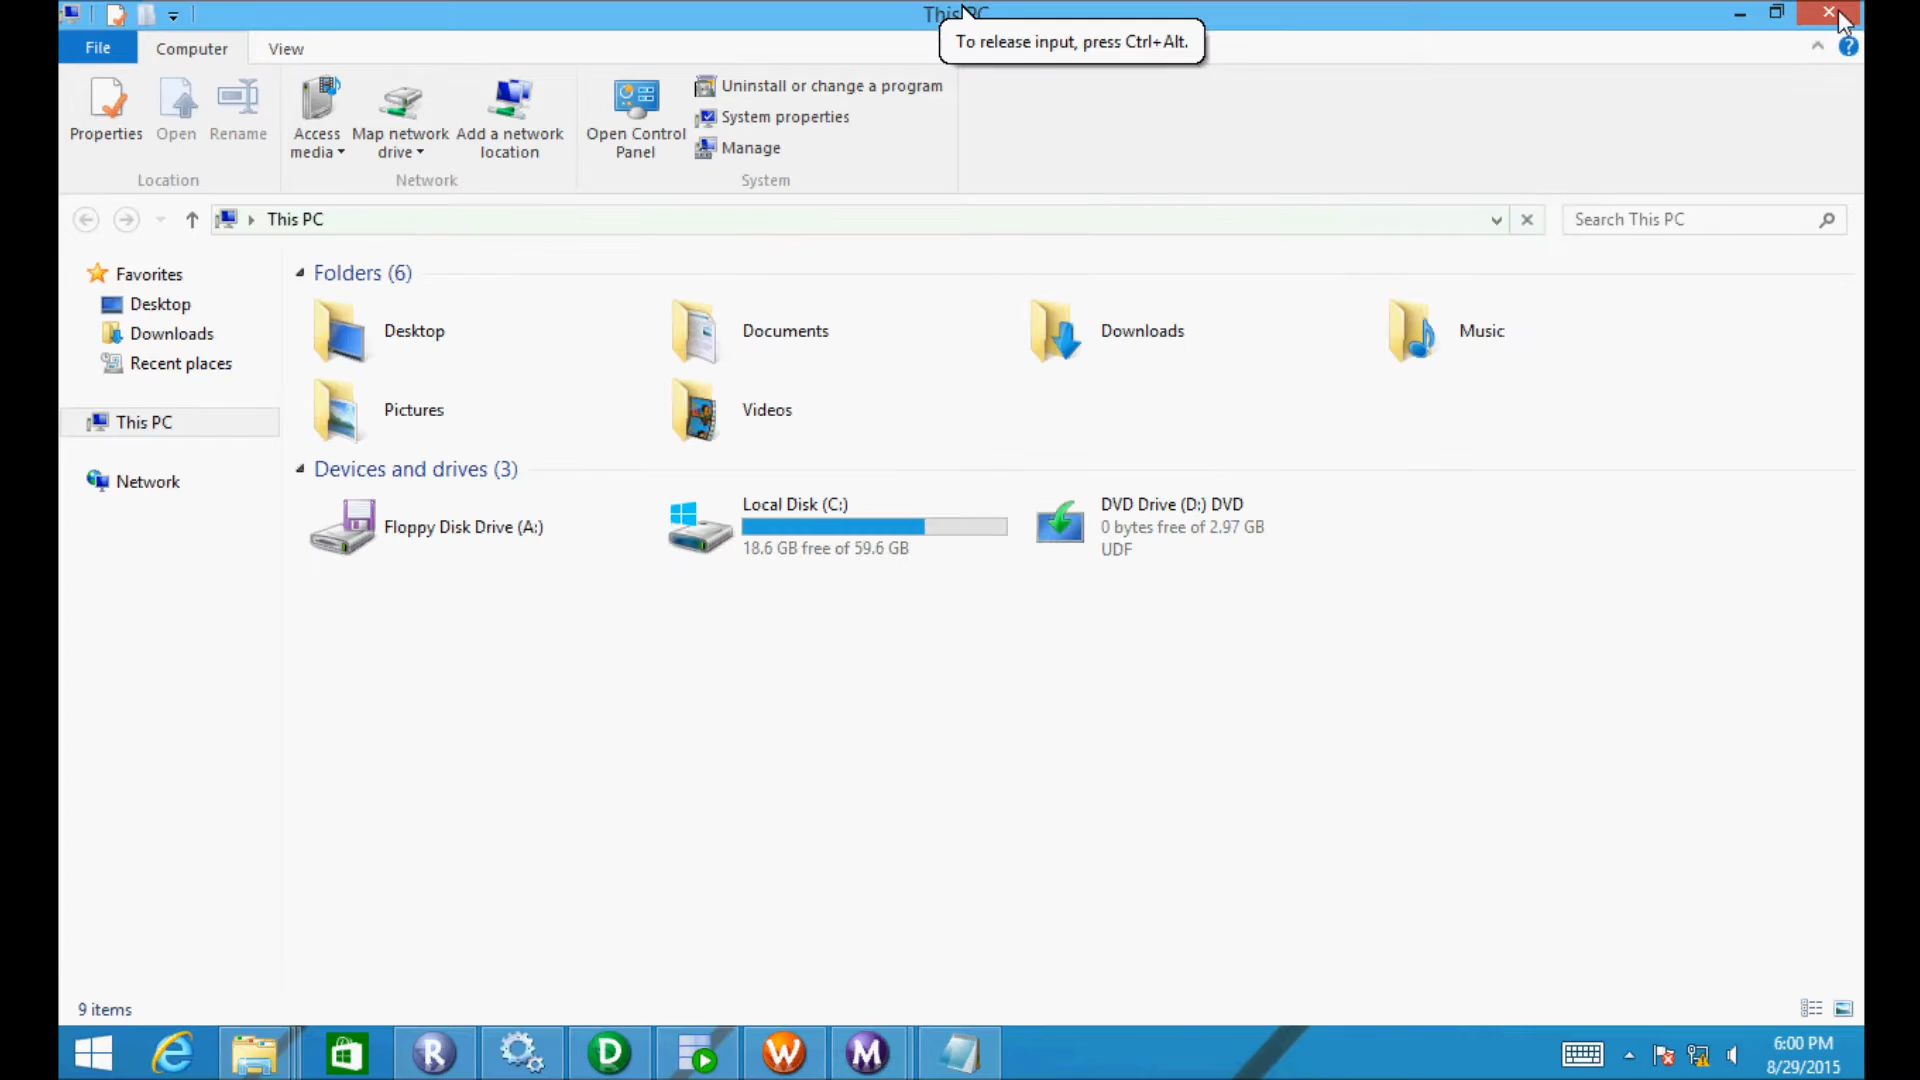 This PC
To release input, press Ctrl+Alt.
File
Computer
View
Properties
Open
Rename
Location
Access media
Map network drive
Add a network location
Network
Open Control Panel
Uninstall or change a program
System properties
Manage
System
This PC
Search This PC
Favorites
Desktop
Downloads
Recent places
This PC
Network
Folders (6)
Desktop
Documents
Downloads
Music
Pictures
Videos
Devices and drives (3)
Floppy Disk Drive (A:)
Local Disk (C:)
18.6 GB free of 59.6 GB
DVD Drive (D:) DVD
0 bytes free of 2.97 GB
UDF
9 items
R
D
W
M
6:00 PM
8/29/2015